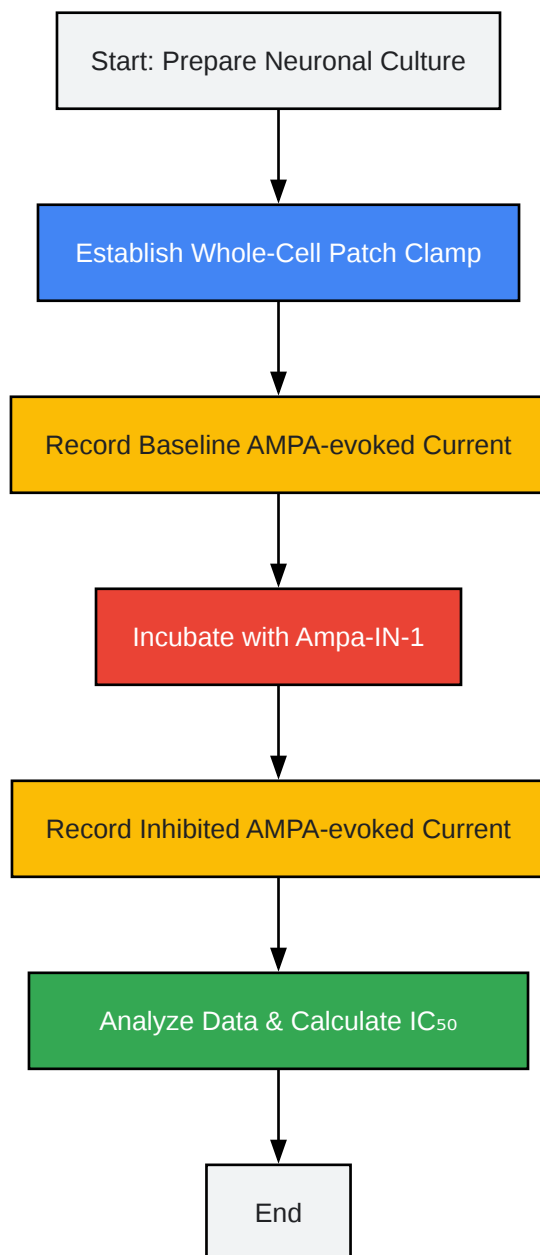 Start: Prepare Neuronal Culture
Establish Whole-Cell Patch Clamp
Record Baseline AMPA-evoked Current
Incubate with Ampa-IN-1
Record Inhibited AMPA-evoked Current
Analyze Data & Calculate IC₅₀
End